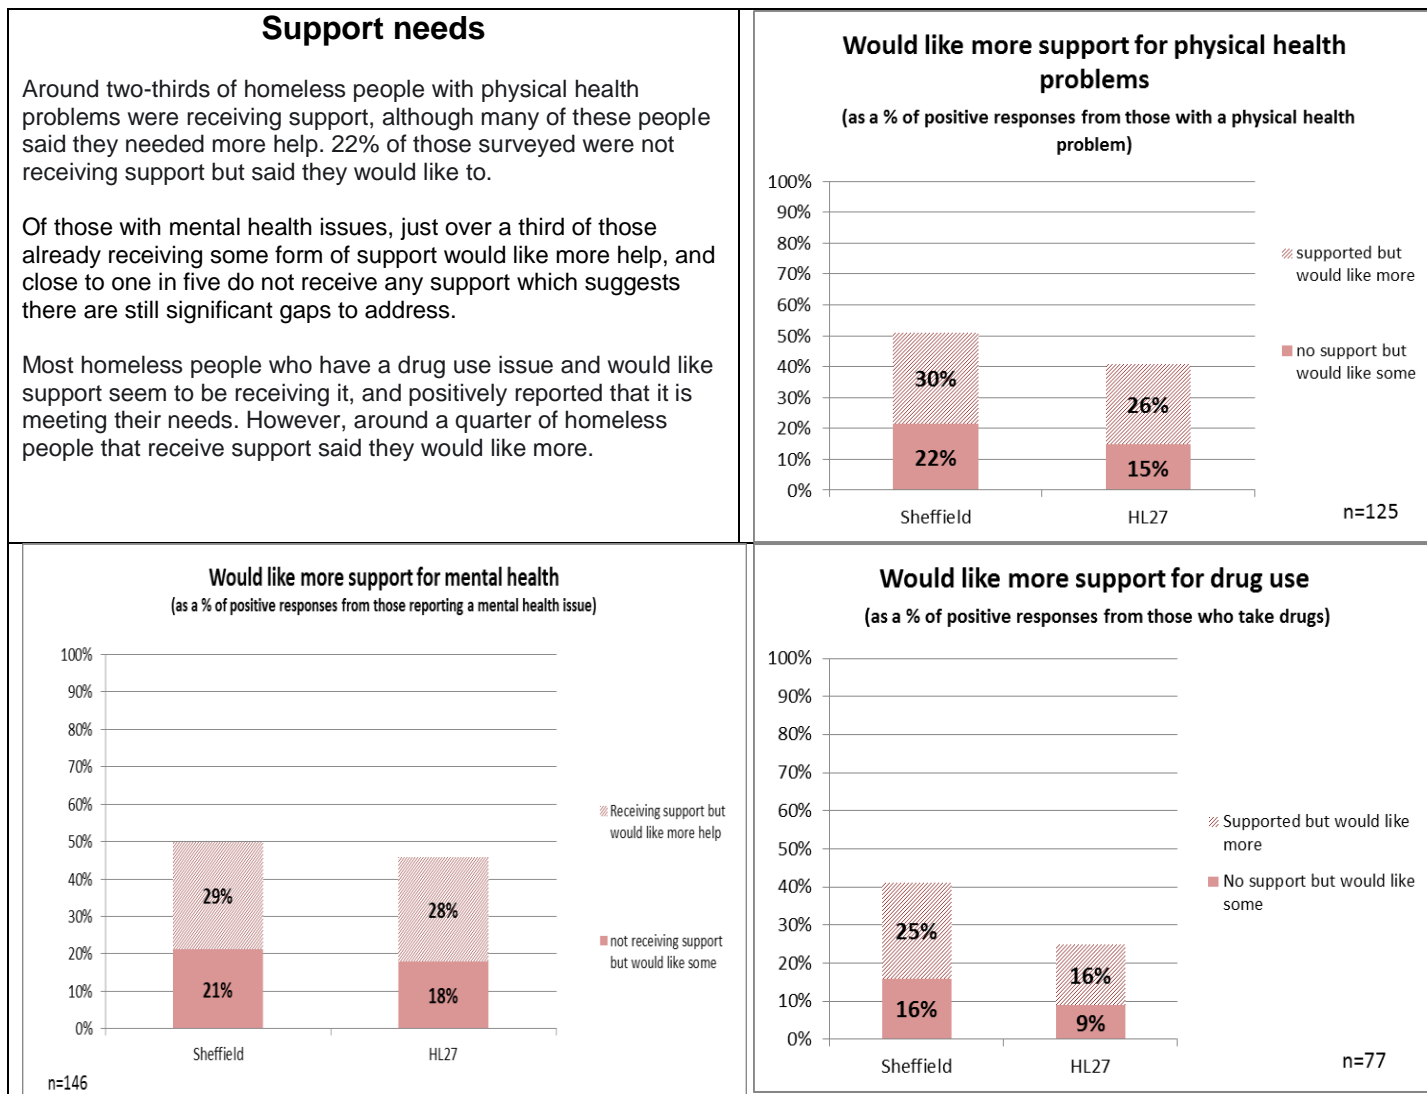 Support needs
Around two-thirds of homeless people with physical health
problems were receiving support, although many of these people
said they needed more help. 22% of those surveyed were not
receiving support but said they would like to.
Of those with mental health issues, just over a third of those
already receiving some form of support would like more help, and
close to one in five do not receive any support which suggests
there are still significant gaps to address.
Most homeless people who have a drug use issue and would like
support seem to be receiving it, and positively reported that it is
meeting their needs. However, around a quarter of homeless
people that receive support said they would like more.
Would like more support for physical health
problems
(as a % of positive responses from those with a physical health
problem)
100%
90%
80%
70%
60%
50%
40%
30%
20%
10%
0%
30%
22%
26%
15%
Sheffield
HL27
supported but
would like more
no support but
would like some
n=125
Would like more support for mental health
(as a % of positive responses from those reporting a mental health issue)
100%
90%
80%
70%
60%
50%
40%
30%
20%
10%
0%
29%
21%
28%
18%
Sheffield
HL27
Receiving support but
would like more help
not receiving support
but would like some
n=146
Would like more support for drug use
(as a % of positive responses from those who take drugs)
100%
90%
80%
70%
60%
50%
40%
30%
20%
10%
0%
25%
16%
16%
9%
Sheffield
HL27
Supported but would like
more
No support but would like
some
n=77